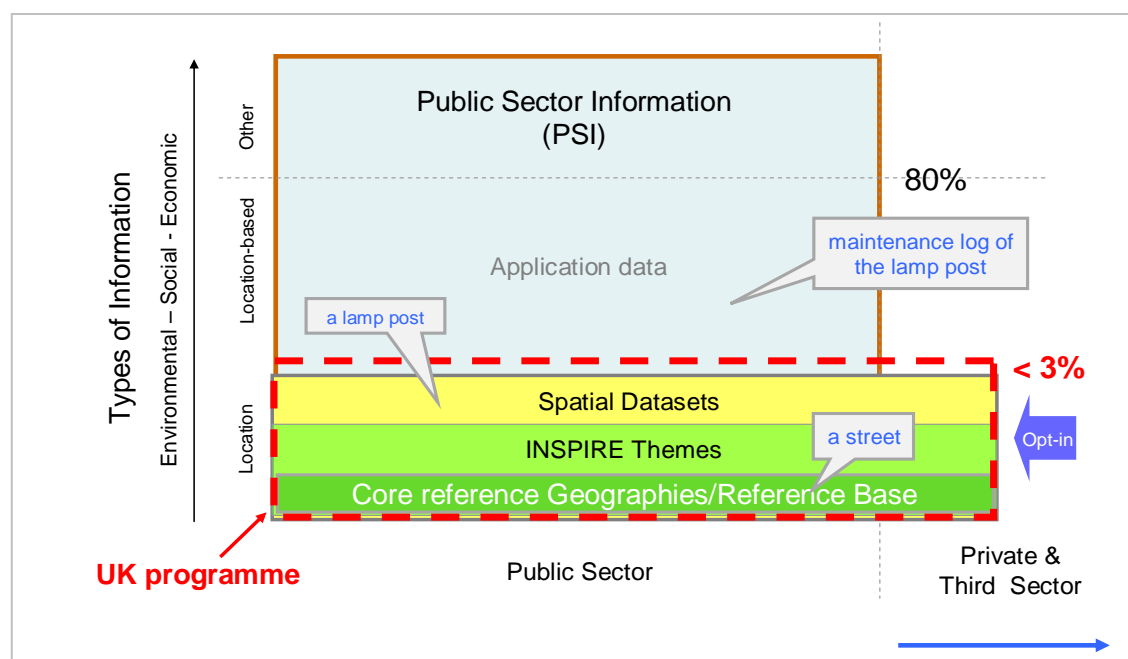 Public Sector Information
(PSI)
Other
80%
Types of Information
Environmental – Social - Economic
Location-based
maintenance log of
the lamp post
Application data
a lamp post
< 3%
Spatial Datasets
Location
a street
Opt-in
INSPIRE Themes
Core reference Geographies/Reference Base
UK programme
Public Sector
Private &
Third Sector